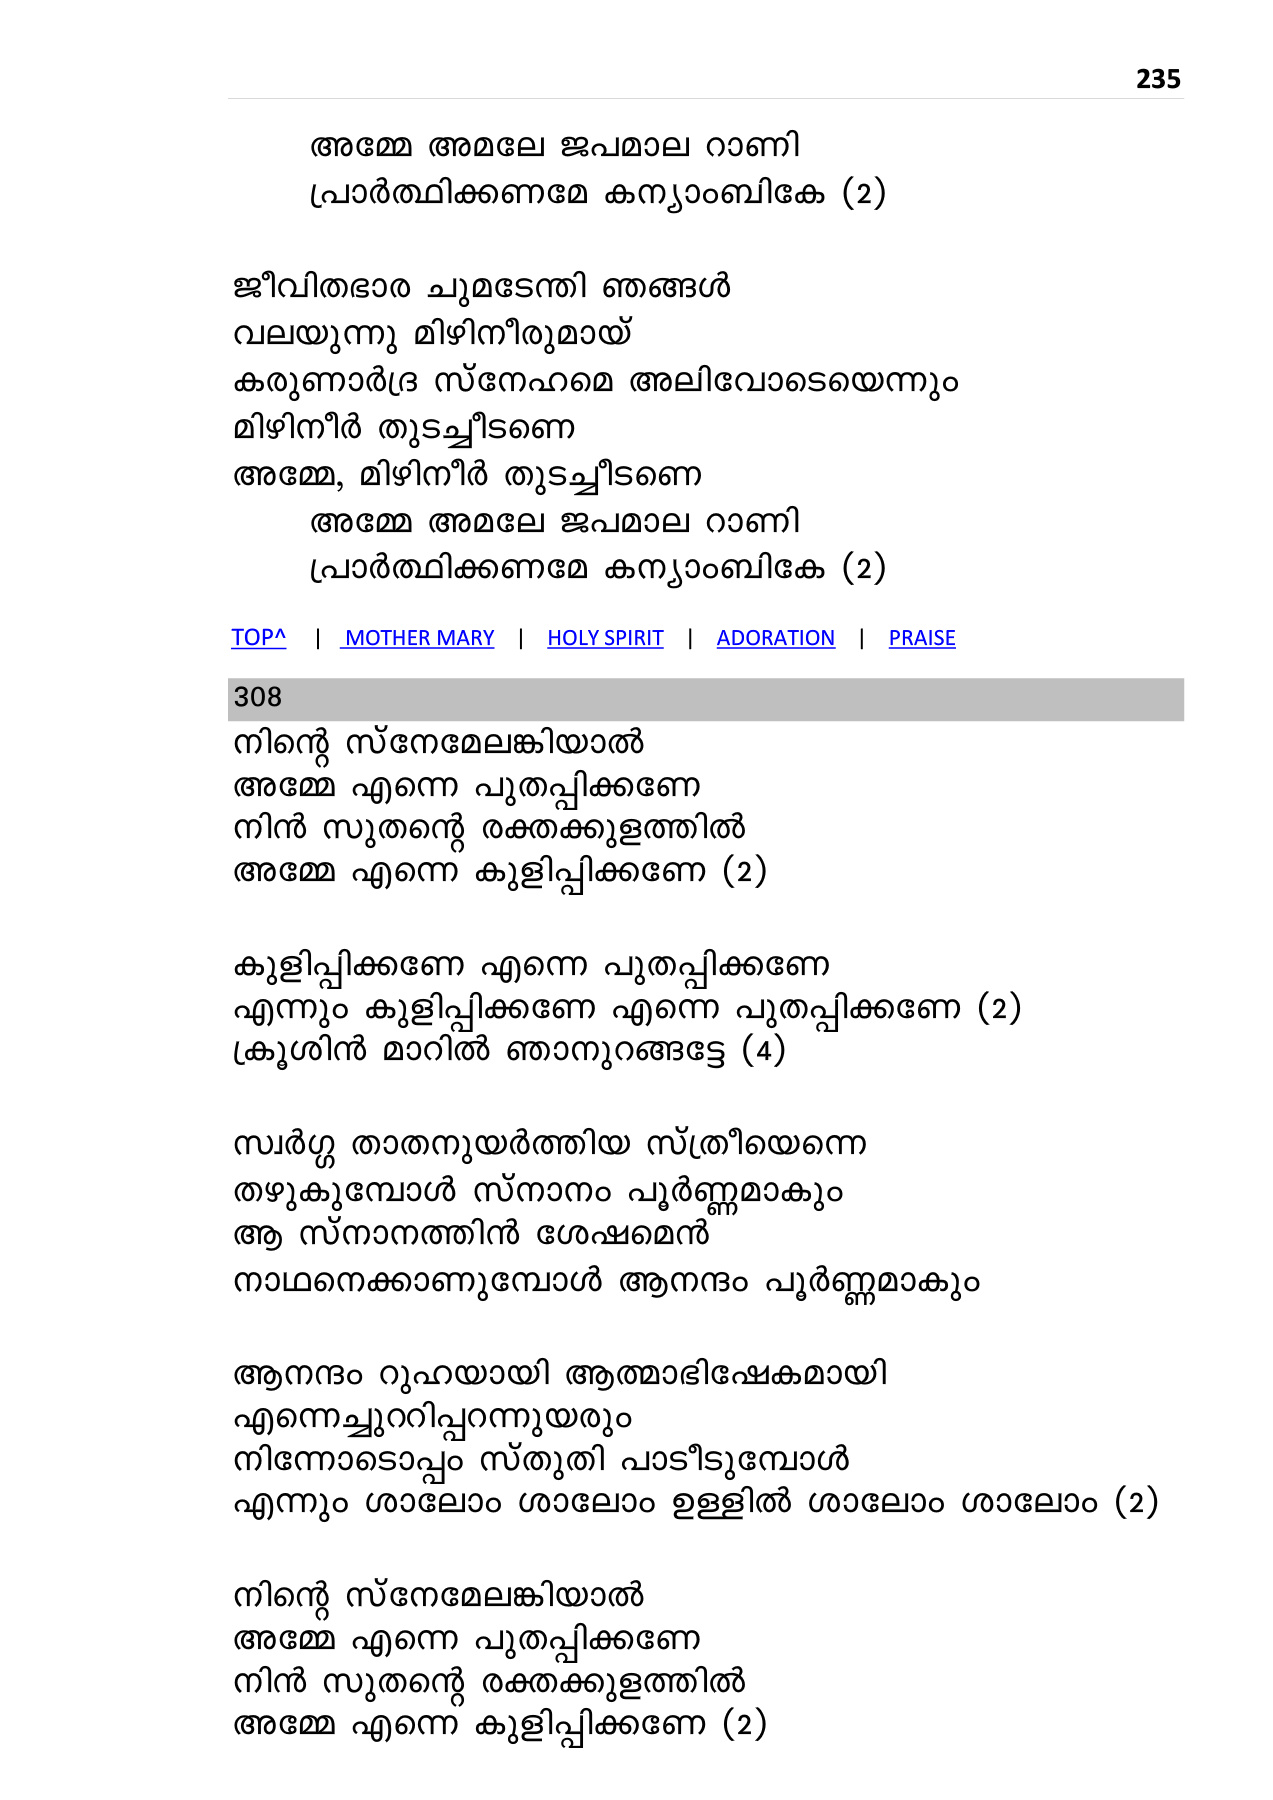 235
അമ്മേ അമലേ ജപമാല റാണി
പ്രാർത്ഥിക്കണമേ കന്യാംബികേ (2)
ജീവിതഭാര ചുമടേന്തി ഞങ്ങൾ
വലയുന്നു മിഴിനീരുമായ്
കരുണാർദ്ര സ്നേഹമെ അലിവോടെയെന്നും
മിഴിനീർ തുടച്ചീടണെ
അമ്മേ, മിഴിനീർ തുടച്ചീടണെ
അമ്മേ അമലേ ജപമാല റാണി
പ്രാർത്ഥിക്കണമേ കന്യാംബികേ (2)
TOP^ | MOTHER MARY | HOLY SPIRIT | ADORATION | PRAISE
308
നിന്റെ സ്നേമേലങ്കിയാൽ
അമ്മേ എന്നെ പുതപ്പിക്കണേ
നിൻ സുതന്റെ രക്തക്കുളത്തിൽ
അമ്മേ എന്നെ കുളിപ്പിക്കണേ (2)
കുളിപ്പിക്കണേ എന്നെ പുതപ്പിക്കണേ
എന്നും കുളിപ്പിക്കണേ എന്നെ പുതപ്പിക്കണേ (2)
ക്രൂശിൻ മാറിൽ ഞാനുറങ്ങട്ടേ (4)
സ്വർഗ്ഗ താതനുയർത്തിയ സ്ത്രീയെന്നെ
തഴുകുമ്പോൾ സ്നാനം പൂർണ്ണമാകും
ആ സ്നാനത്തിൻ ശേഷമെൻ
നാഥനെക്കാണുമ്പോൾ ആനന്ദം പൂർണ്ണമാകും
ആനന്ദം റുഹയായി ആത്മാഭിഷേകമായി
എന്നെച്ചുററിപ്പറന്നുയരും
നിന്നോടൊപ്പം സ്തുതി പാടീടുമ്പോൾ
എന്നും ശാലോം ശാലോം ഉള്ളിൽ ശാലോം ശാലോം (2)
നിന്റെ സ്നേമേലങ്കിയാൽ
അമ്മേ എന്നെ പുതപ്പിക്കണേ
നിൻ സുതന്റെ രക്തക്കുളത്തിൽ
അമ്മേ എന്നെ കുളിപ്പിക്കണേ (2)